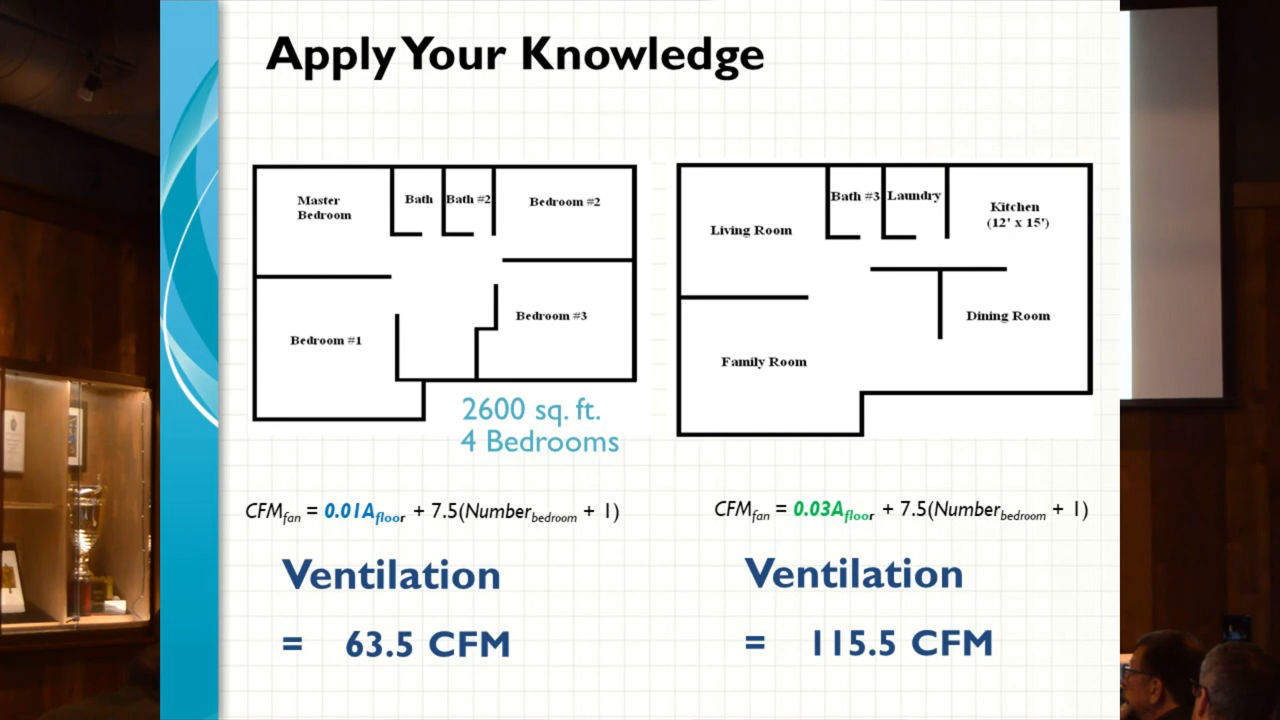 Apply Your Knowledge
Master
Bedroom
Bath
Bath #2
Bedroom #2
Bedroom #1
Bedroom #3
2600 sq. ft.
4 Bedrooms
Living Room
Bath #3
Laundry
Kitchen
(12' x 15')
Dining Room
Family Room
CFMfan = 0.01Afloor + 7.5(Numberbedroom + 1)
Ventilation
= 63.5 CFM
CFMfan = 0.03Afloor + 7.5(Numberbedroom + 1)
Ventilation
= 115.5 CFM